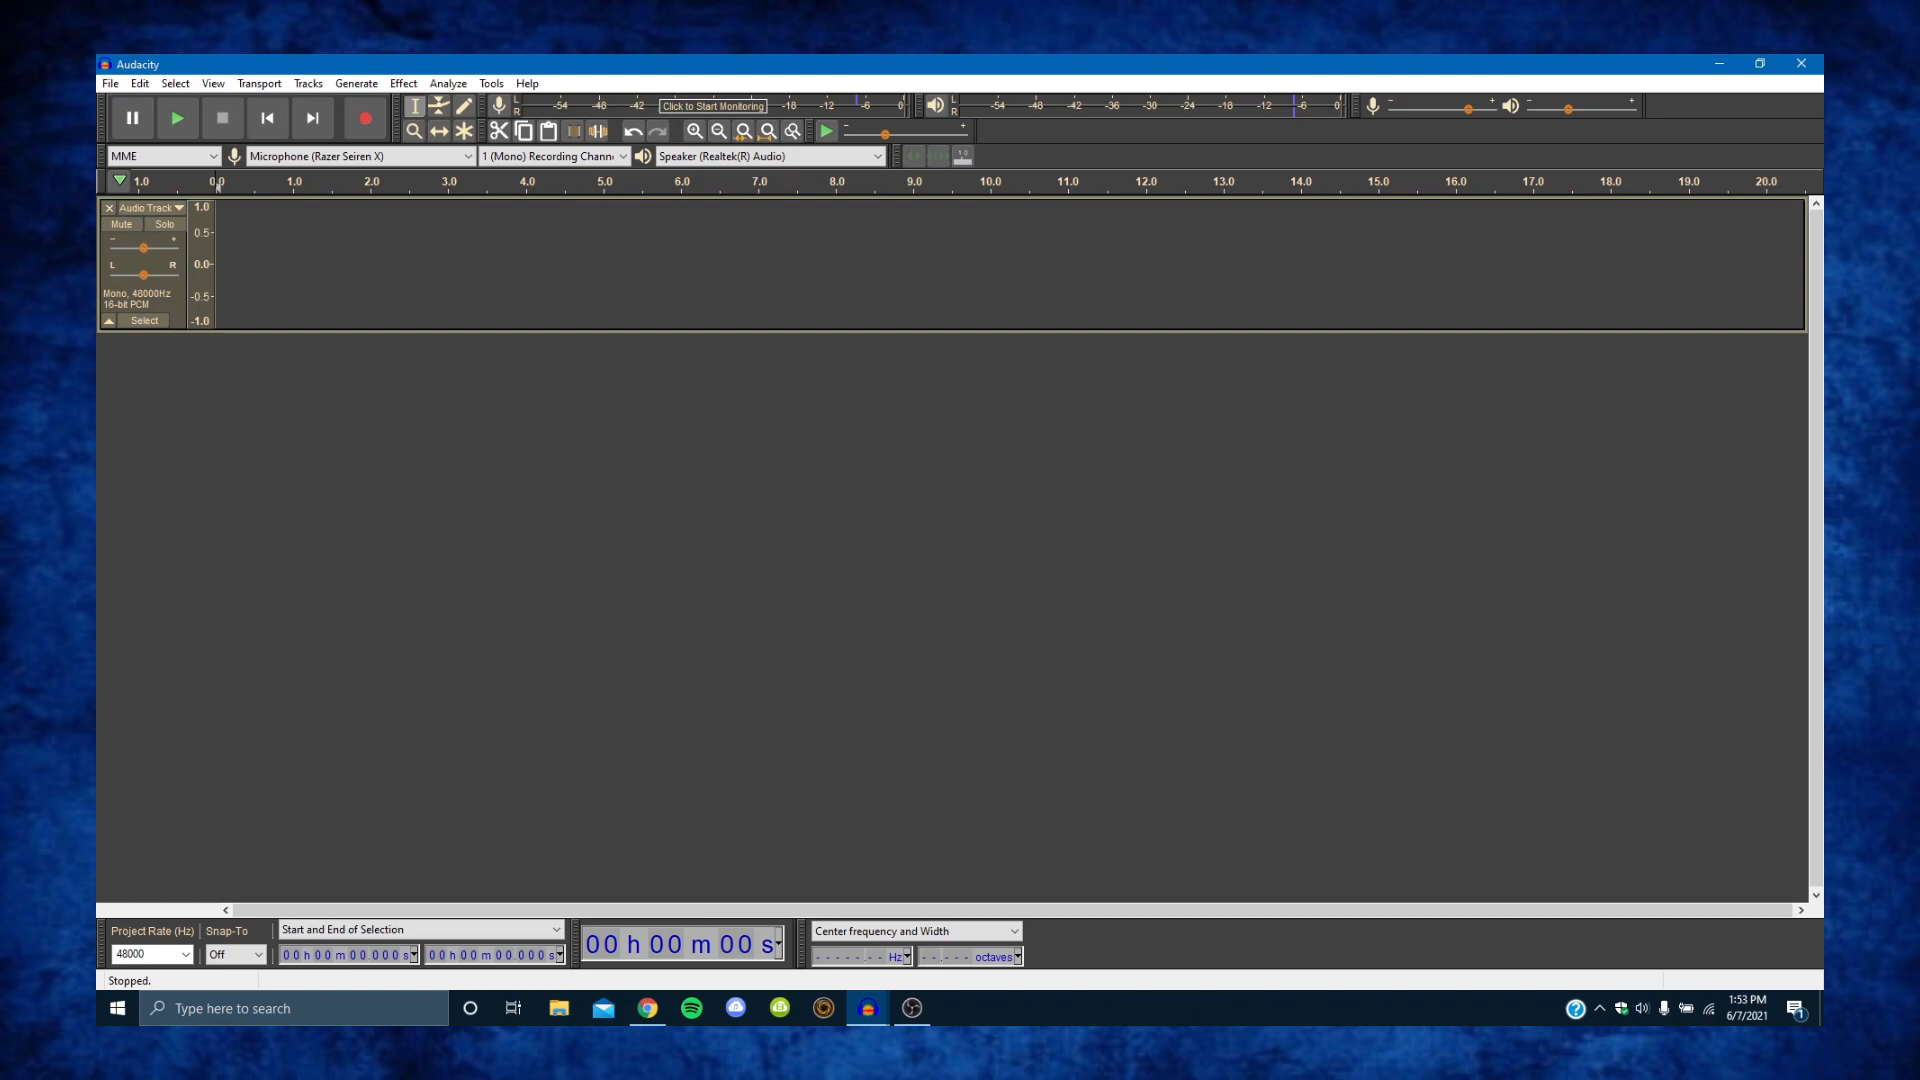 Audacity
File Edit Select View Transport Tracks Generate Effect Analyze Tools Help
L R -54 -48 -42 Click to Start Monitoring -18 -12 -6 0 L R -54 -48 -42 -36 -30 -24 -18 -12 -6 0 - + - +
- +
MME Microphone (Razer Seiren X) 1 (Mono) Recording Chann Speaker (Realtek(R) Audio) 1.0
1.0 0.0 1.0 2.0 3.0 4.0 5.0 6.0 7.0 8.0 9.0 10.0 11.0 12.0 13.0 14.0 15.0 16.0 17.0 18.0 19.0 20.0
Audio Track 1.0
Mute Solo
- + 0.5
L R 0.0
Mono, 48000Hz -0.5
16-bit PCM
Select -1.0
Project Rate (Hz) Snap-To Start and End of Selection
48000 Off 00 h 00 m 00.000 s 00 h 00 m 00.000 s 00 h 00 m 00 s
Center frequency and Width
Hz octaves
Stopped.
Type here to search
1:53 PM
6/7/2021
1